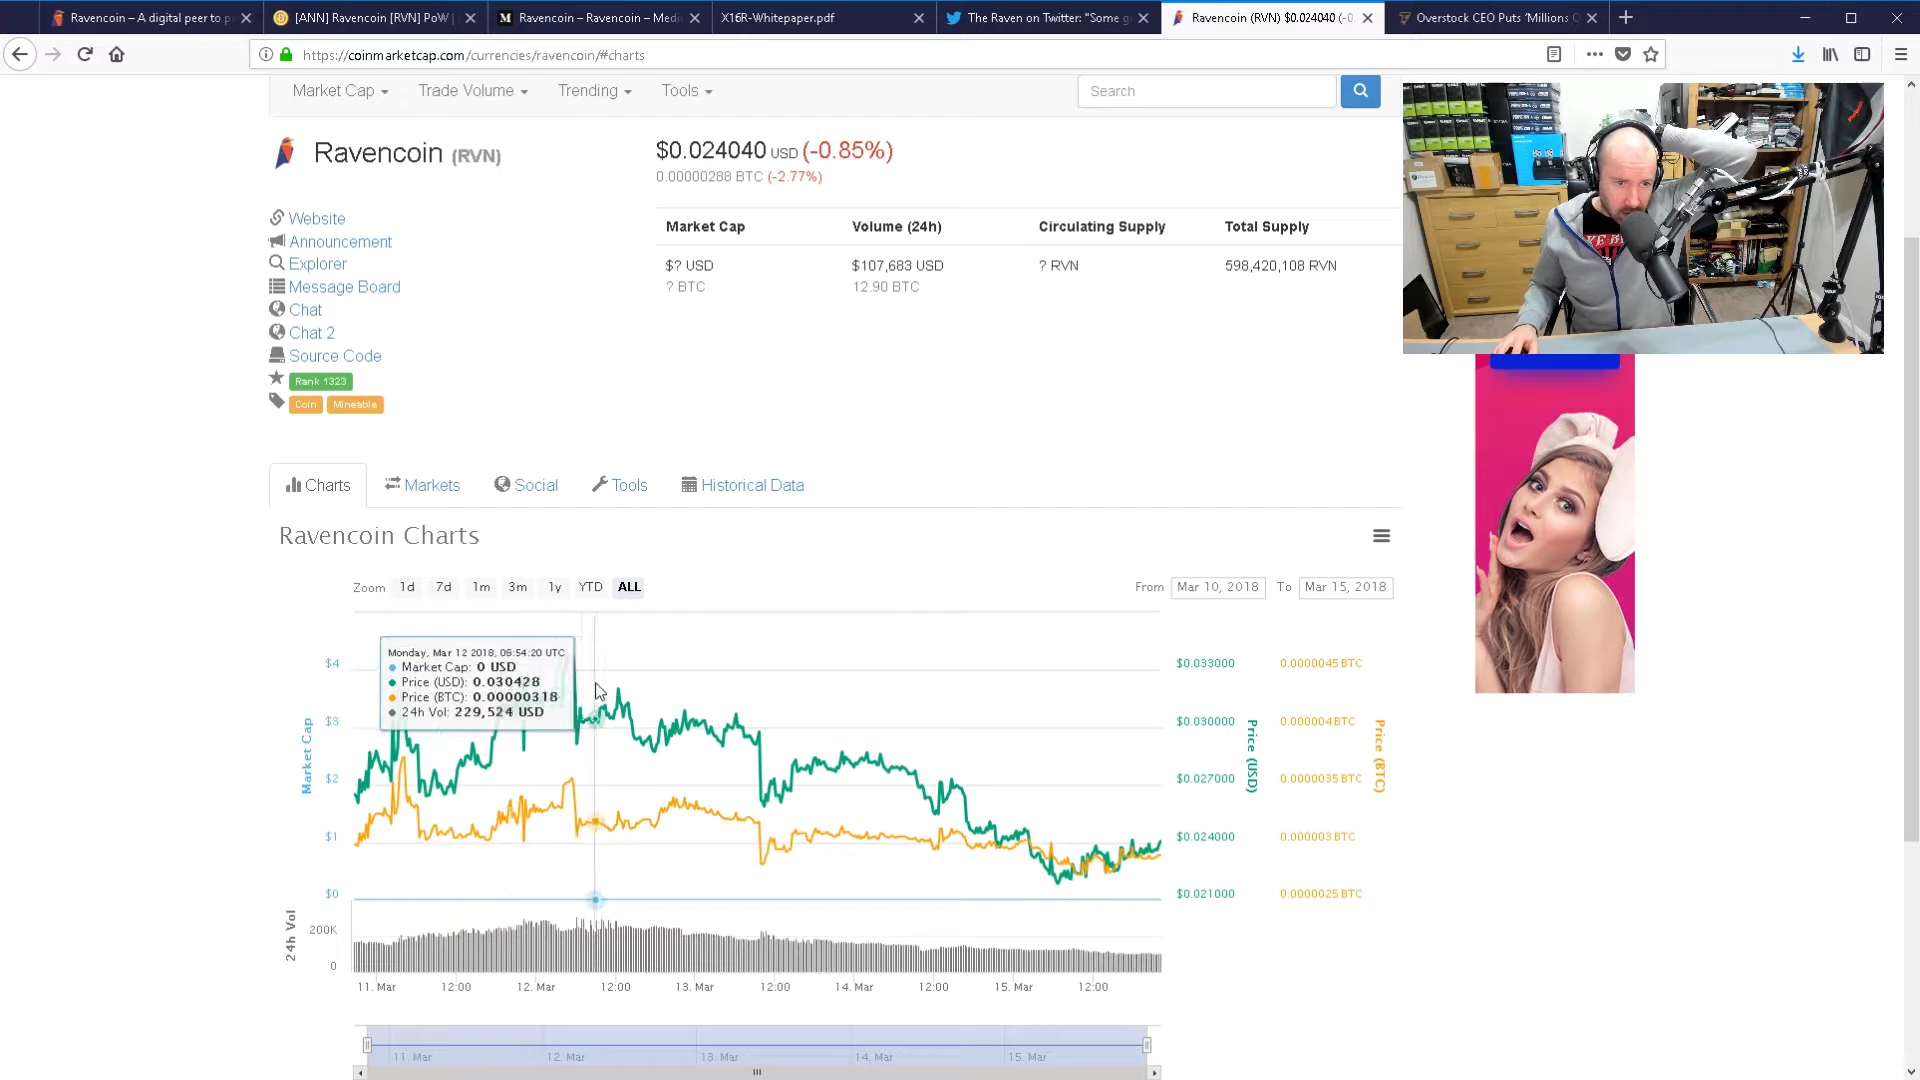 Ravencoin – A digital peer to p
[ANN] Ravencoin [RVN] PoW |
Ravencoin – Ravencoin – Medi
X16R-Whitepaper.pdf
The Raven on Twitter: "Some g
Ravencoin (RVN) $0.024040 (-0.
Overstock CEO Puts 'Millions O
https://coinmarketcap.com/currencies/ravencoin/#charts
Market Cap
Trade Volume
Trending
Tools
Search
Ravencoin (RVN)
$0.024040 USD (-0.85%)
0.00000288 BTC (-2.77%)
Market Cap
Volume (24h)
Circulating Supply
Total Supply
$? USD
$107,683 USD
? RVN
598,420,108 RVN
? BTC
12.90 BTC
Website
Announcement
Explorer
Message Board
Chat
Chat 2
Source Code
Rank 1323
Coin
Mineable
Charts
Markets
Social
Tools
Historical Data
Ravencoin Charts
Zoom
1d
7d
1m
3m
1y
YTD
ALL
From
Mar 10, 2018
To
Mar 15, 2018
Monday, Mar 12 2018, 08:54:20 UTC
Market Cap: 0 USD
Price (USD): 0.030428
Price (BTC): 0.00000318
24h Vol: 229,524 USD
Market Cap
$4
$3
$2
$1
$0
$0.033000
$0.030000
$0.027000
$0.024000
$0.021000
Price (USD)
0.0000045 BTC
0.000004 BTC
0.0000035 BTC
0.000003 BTC
0.0000025 BTC
Price (BTC)
24h Vol
200K
0
11. Mar
12:00
12. Mar
12:00
13. Mar
12:00
14. Mar
12:00
15. Mar
12:00
11. Mar
12. Mar
13. Mar
14. Mar
15. Mar